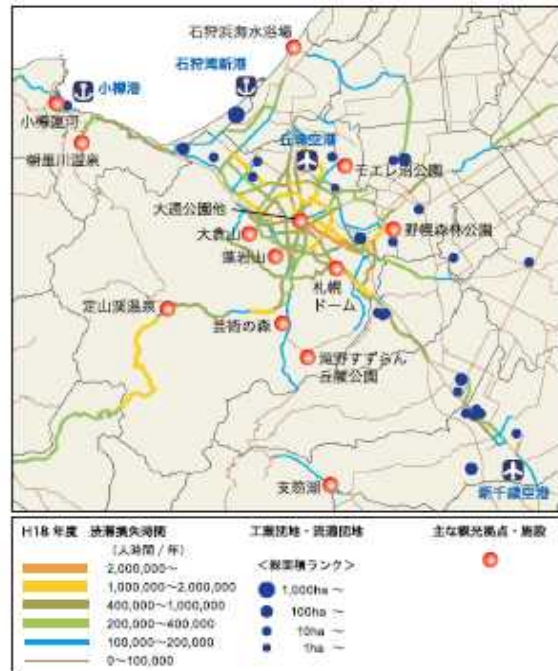 石狩浜海水浴場
石狩湾新港
小樽港
小樽運河
朝里川温泉
丘珠空港
モエレ沼公園
大通公園他
大倉山
野幌森林公園
藻岩山
札幌
ドーム
定山渓温泉
芸術の森
滝野すずらん
丘陵公園
支笏湖
新千歳空港
H18年度 渋滞損失時間
(人時間/年)
2,000,000〜
1,000,000〜2,000,000
400,000〜1,000,000
200,000〜400,000
100,000〜200,000
0〜100,000
工業団地・流通団地
<総面積ランク>
1,000ha 〜
100ha 〜
10ha 〜
1ha 〜
主な観光拠点・施設